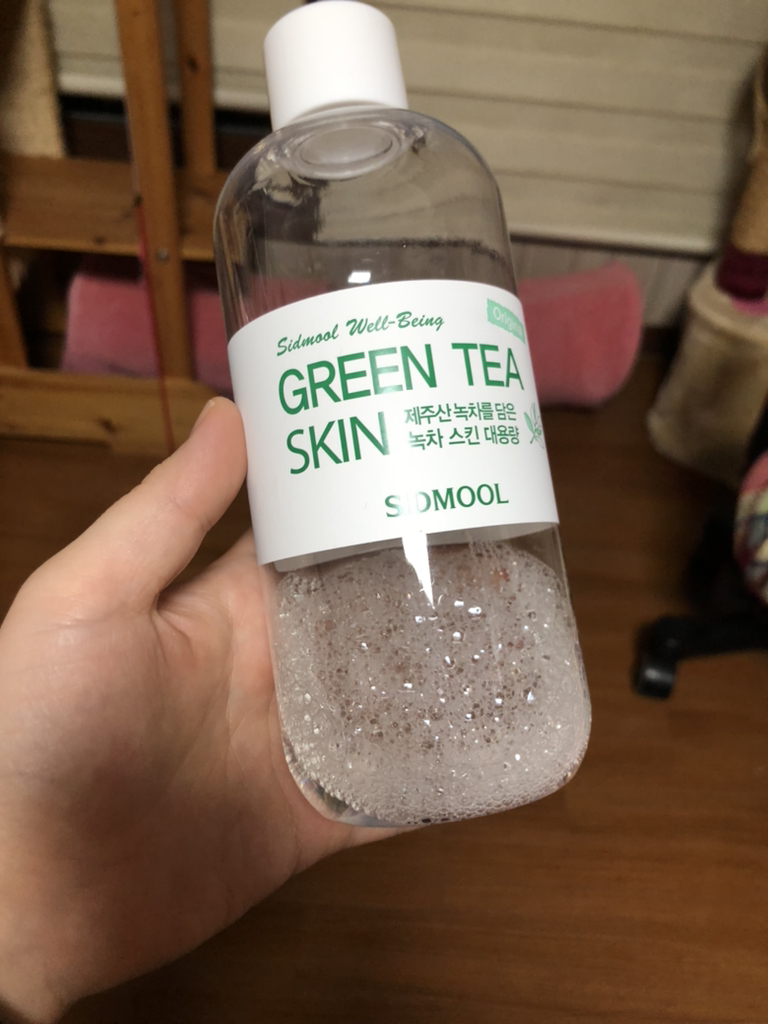 Sidmool Well-Being
GREEN TEA
SKIN
제주산 녹차를 담은
녹차 스킨 대용량
SIDMOOL